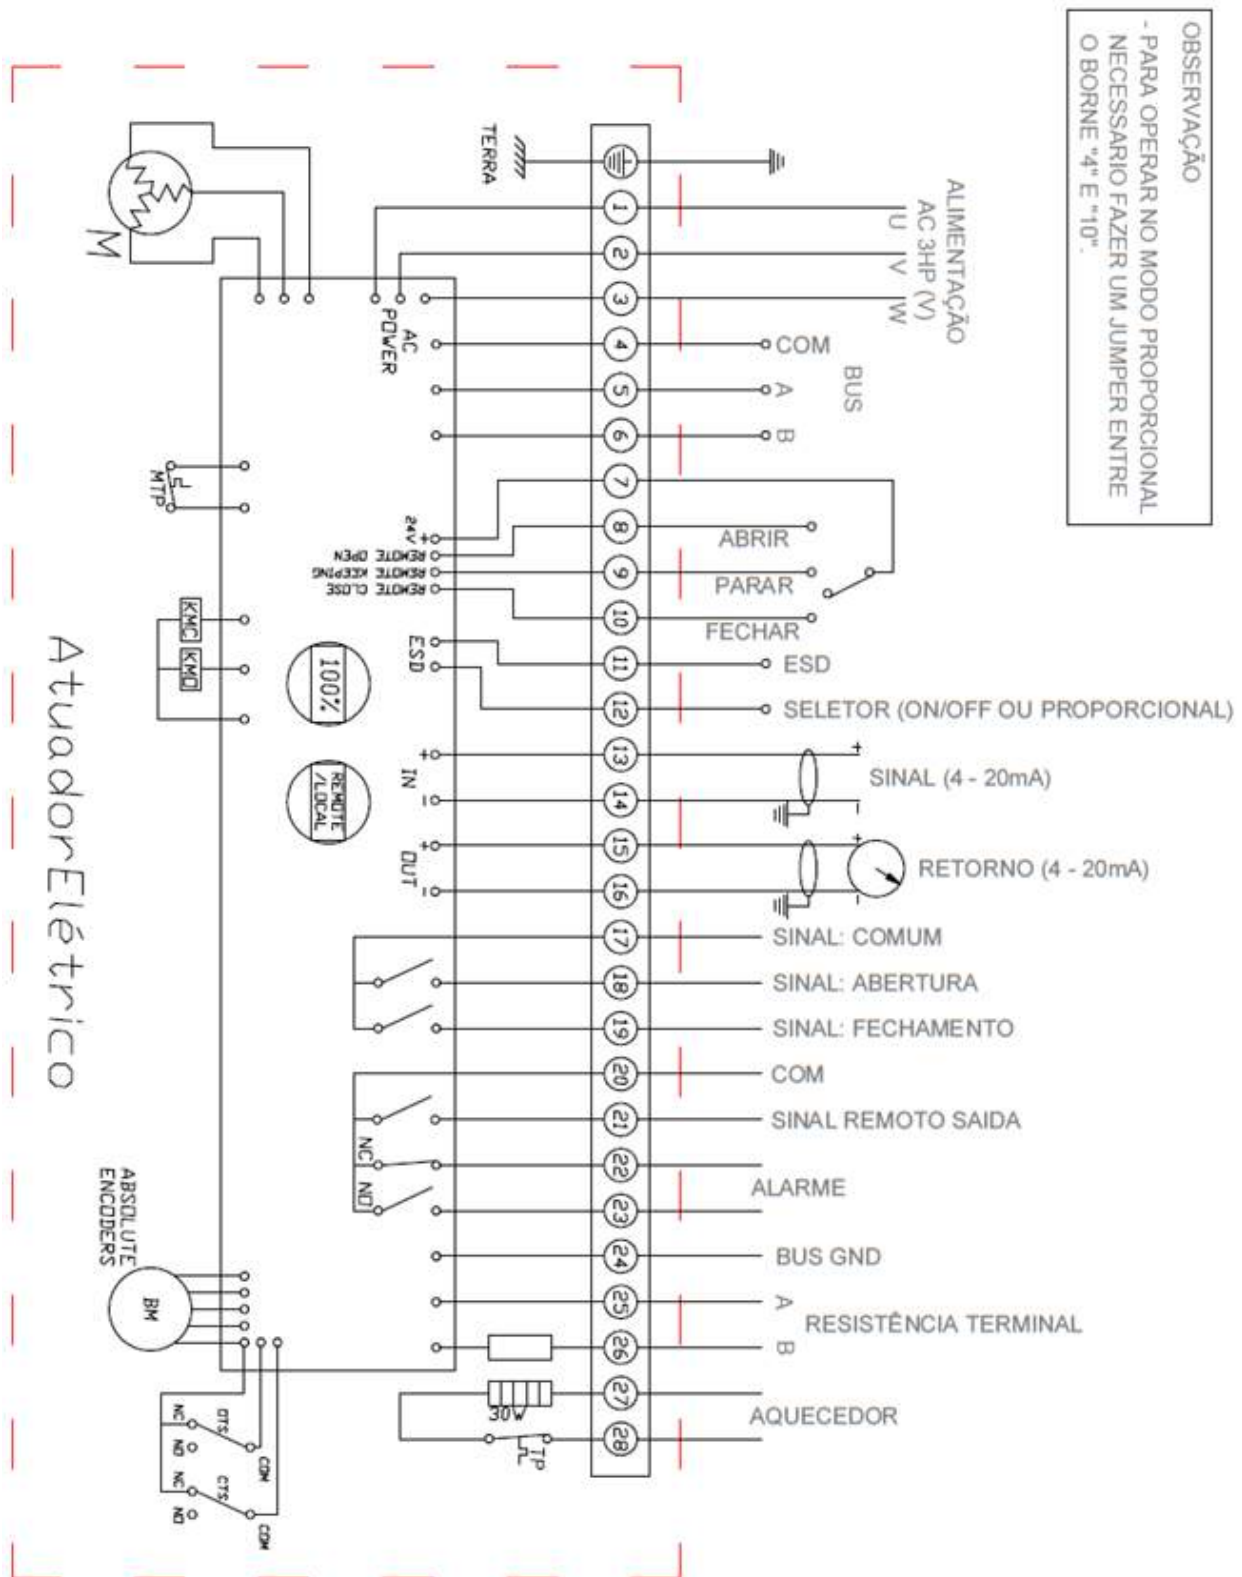 OBSERVAÇÃO
- PARA OPERAR NO MODO PROPORCIONAL
NECESSARIO FAZER UM JUMPER ENTRE
O BORNE "4" E "10".
ALIMENTAÇÃO
AC 3HP (V)
U V W
TERRA
1
2
3
4
COM
5
A
6
B
BUS
7
8
ABRIR
9
PARAR
10
FECHAR
11
ESD
12
SELETOR (ON/OFF OU PROPORCIONAL)
13
+
14
-
SINAL (4 - 20mA)
15
+
16
-
RETORNO (4 - 20mA)
17
SINAL: COMUM
18
SINAL: ABERTURA
19
SINAL: FECHAMENTO
20
COM
21
SINAL REMOTO SAIDA
22
23
ALARME
24
BUS GND
25
A
26
B
RESISTÊNCIA TERMINAL
27
28
AQUECEDOR
M
AC
POWER
MTP
24V +
REMOTE OPEN
REMOTE KEEPING
REMOTE CLOSE
ESD
KMC
KMO
100%
REMOTE
/LOCAL
+
IN
-
+
OUT
-
NC
NO
30W
TP
AtuadorElétrico
ABSOLUTE
ENCODERS
BM
NC
OTS
COM
NO
NC
CTS
COM
NO